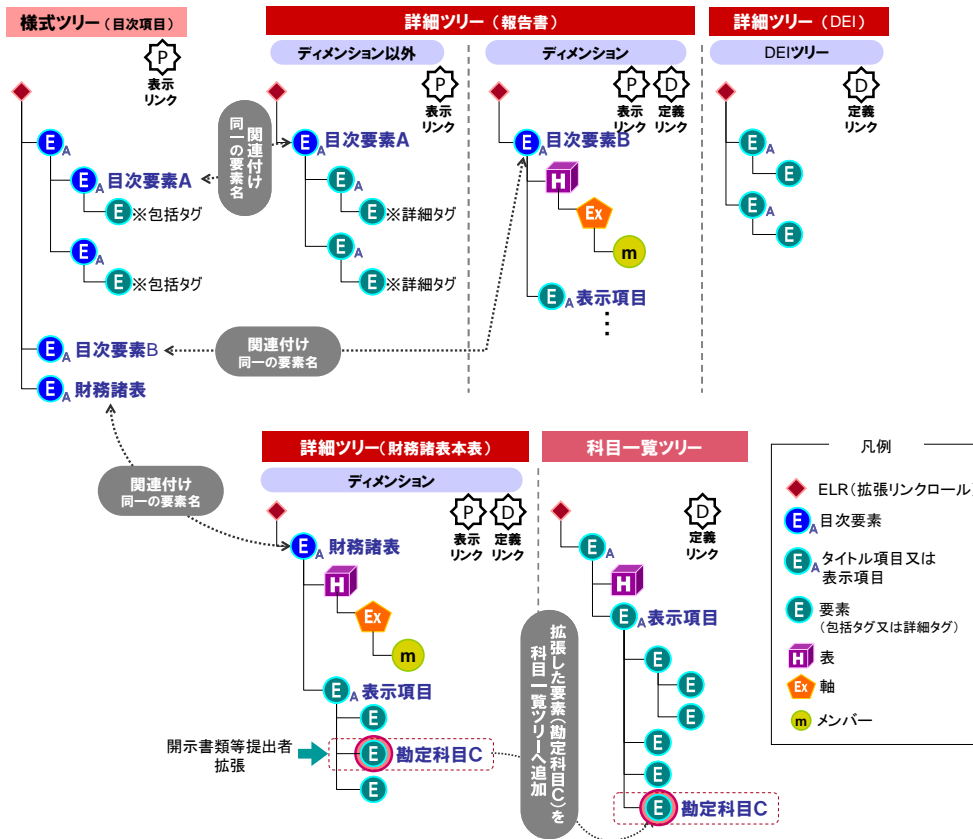 様式ツリー（目次項目）
P
表示
リンク
E A
E A 目次要素A
E ※包括タグ
E A
E ※包括タグ
E A 目次要素B
E A 財務諸表
関連付け
同一の要素名
詳細ツリー（報告書）
ディメンション以外
P
表示
リンク
E A 目次要素A
E A
E ※詳細タグ
E A
E ※詳細タグ
ディメンション
P
表示
リンク
D
定義
リンク
E A 目次要素B
H
Ex
m
E A 表示項目
⋮
関連付け
同一の要素名
詳細ツリー（DEI）
DEIツリー
D
定義
リンク
E A
E
E A
E
関連付け
同一の要素名
詳細ツリー（財務諸表本表）
ディメンション
P
表示
リンク
D
定義
リンク
E A 財務諸表
H
Ex
m
E A 表示項目
E
開示書類等提出者
拡張
E 勘定科目C
E
拡張した要素（勘定科目C）を
科目一覧ツリーへ追加
科目一覧ツリー
D
定義
リンク
E A
H
E A 表示項目
E
E
E
E
E
E 勘定科目C
凡例
ELR（拡張リンクロール）
E A 目次要素
E A タイトル項目又は
表示項目
E 要素
（包括タグ又は詳細タグ）
H 表
Ex 軸
m メンバー